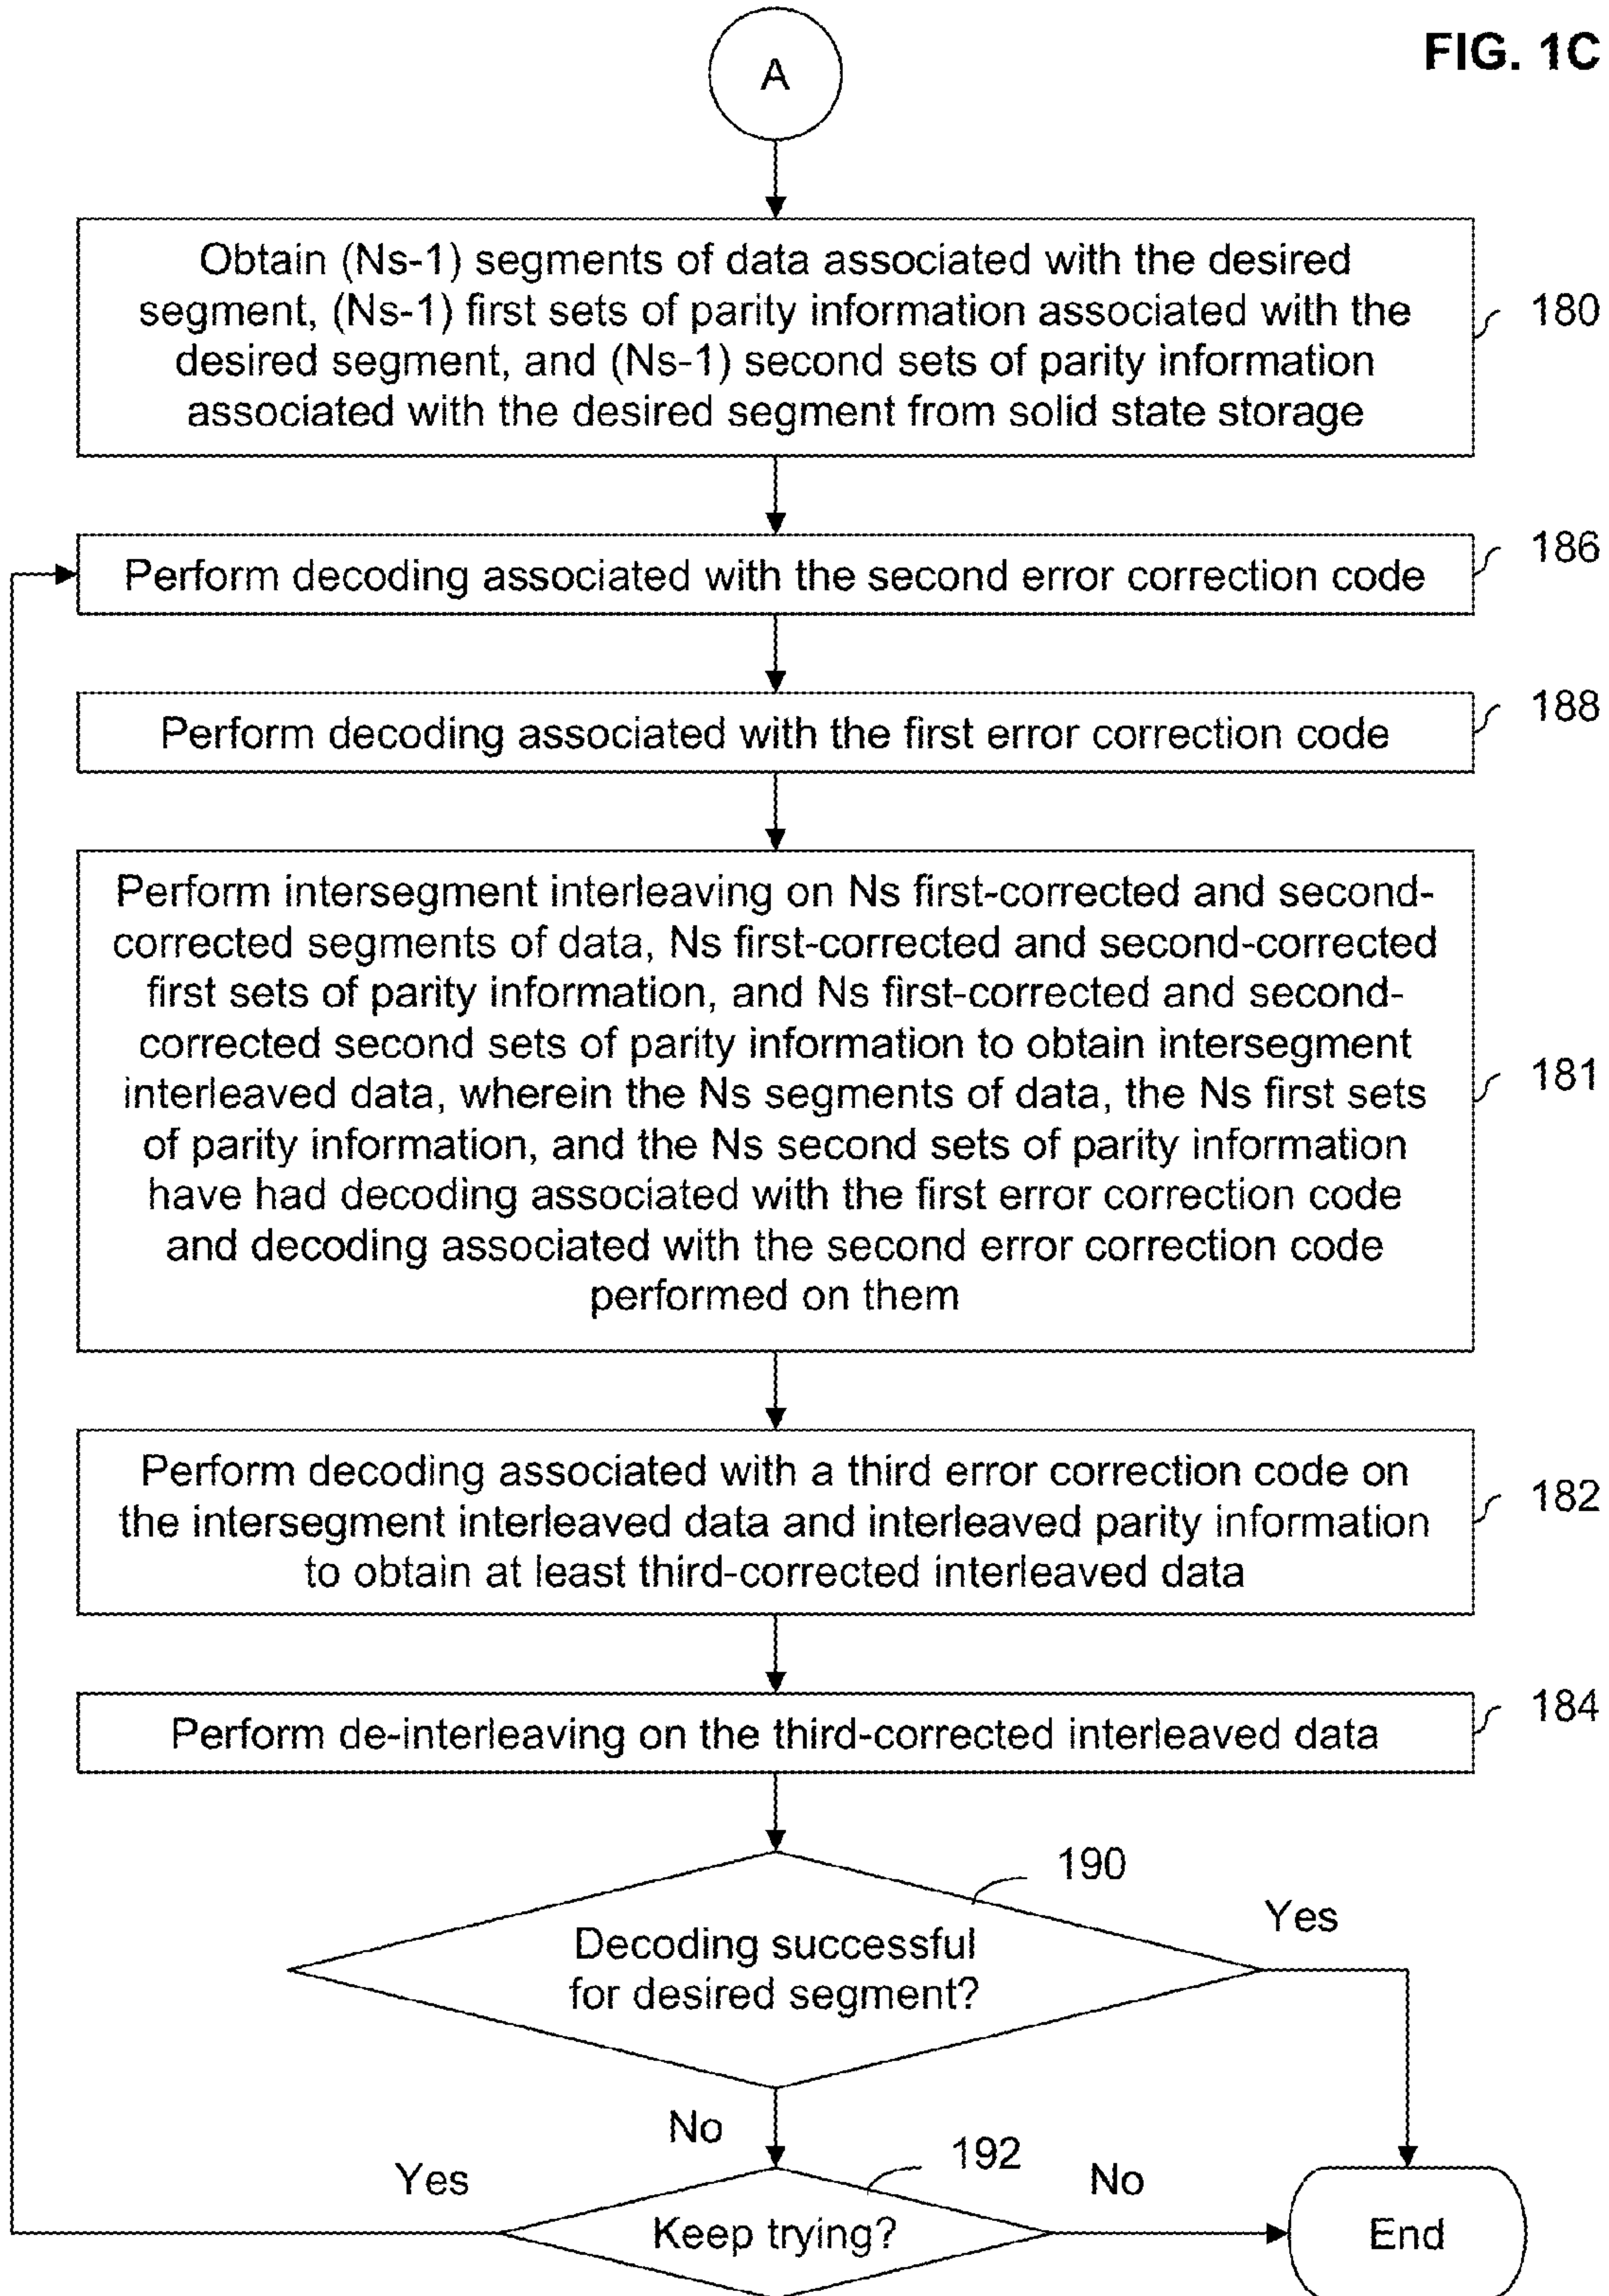 FIG. 1C
A
Obtain (Ns-1) segments of data associated with the desired
segment, (Ns-1) first sets of parity information associated with the
desired segment, and (Ns-1) second sets of parity information
associated with the desired segment from solid state storage
180
Perform decoding associated with the second error correction code
186
Perform decoding associated with the first error correction code
188
Perform intersegment interleaving on Ns first-corrected and second-
corrected segments of data, Ns first-corrected and second-corrected
first sets of parity information, and Ns first-corrected and second-
corrected second sets of parity information to obtain intersegment
interleaved data, wherein the Ns segments of data, the Ns first sets
of parity information, and the Ns second sets of parity information
have had decoding associated with the first error correction code
and decoding associated with the second error correction code
performed on them
181
Perform decoding associated with a third error correction code on
the intersegment interleaved data and interleaved parity information
to obtain at least third-corrected interleaved data
182
Perform de-interleaving on the third-corrected interleaved data
184
190
Decoding successful
for desired segment?
Yes
No
192
Yes
Keep trying?
No
End